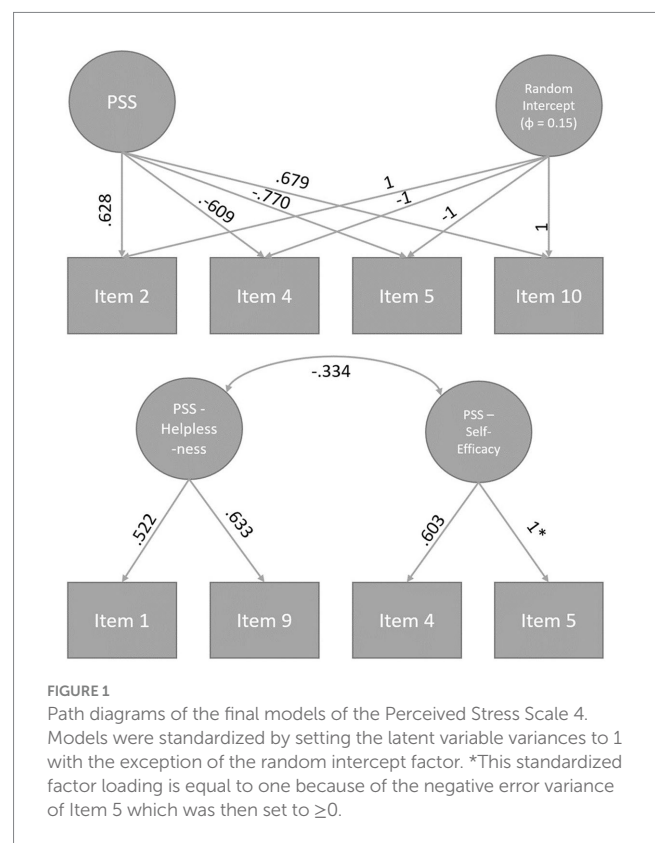 PSS
Random
Intercept
(ϕ = 0.15)
.628
.-609
-.770
.679
1
-1
-1
1
Item 2
Item 4
Item 5
Item 10
-.334
PSS -
Helpless
-ness
PSS –
Self-
Efficacy
.522
.633
.603
1*
Item 1
Item 9
Item 4
Item 5
FIGURE 1
Path diagrams of the final models of the Perceived Stress Scale 4.
Models were standardized by setting the latent variable variances to 1
with the exception of the random intercept factor. *This standardized
factor loading is equal to one because of the negative error variance
of Item 5 which was then set to ≥0.